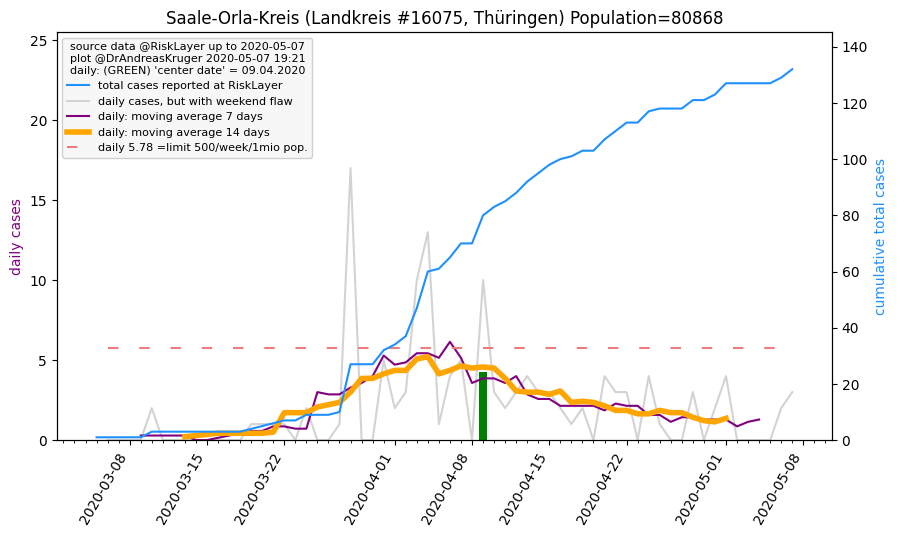 Saale-Orla-Kreis (Landkreis #16075, Thüringen) Population=80868
source data @RiskLayer up to 2020-05-07
plot @DrAndreasKruger 2020-05-07 19:21
daily: (GREEN) 'center date' = 09.04.2020
total cases reported at RiskLayer
daily cases, but with weekend flaw
daily: moving average 7 days
daily: moving average 14 days
daily 5.78 =limit 500/week/1mio pop.
daily cases
25
20
15
10
5
0
cumulative total cases
140
120
100
80
60
40
20
0
2020-03-08
2020-03-15
2020-03-22
2020-04-01
2020-04-08
2020-04-15
2020-04-22
2020-05-01
2020-05-08